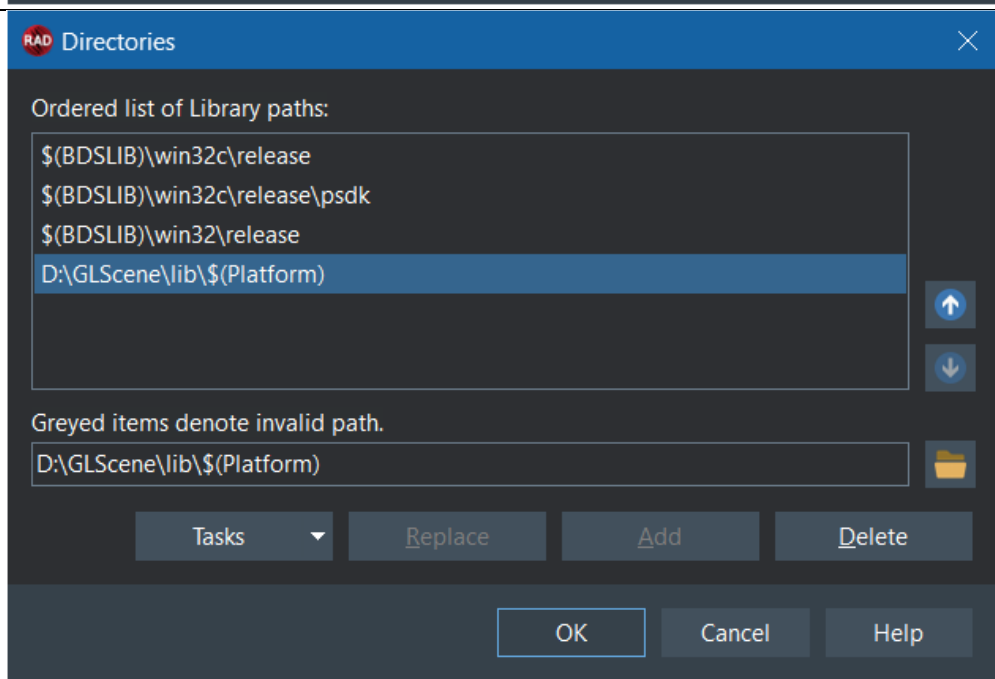 RAD Directories
Ordered list of Library paths:
$(BDSLIB)\win32c\release
$(BDSLIB)\win32c\release\psdk
$(BDSLIB)\win32\release
D:\GLScene\lib\$(Platform)
Greyed items denote invalid path.
D:\GLScene\lib\$(Platform)
Tasks Replace Add Delete
OK Cancel Help